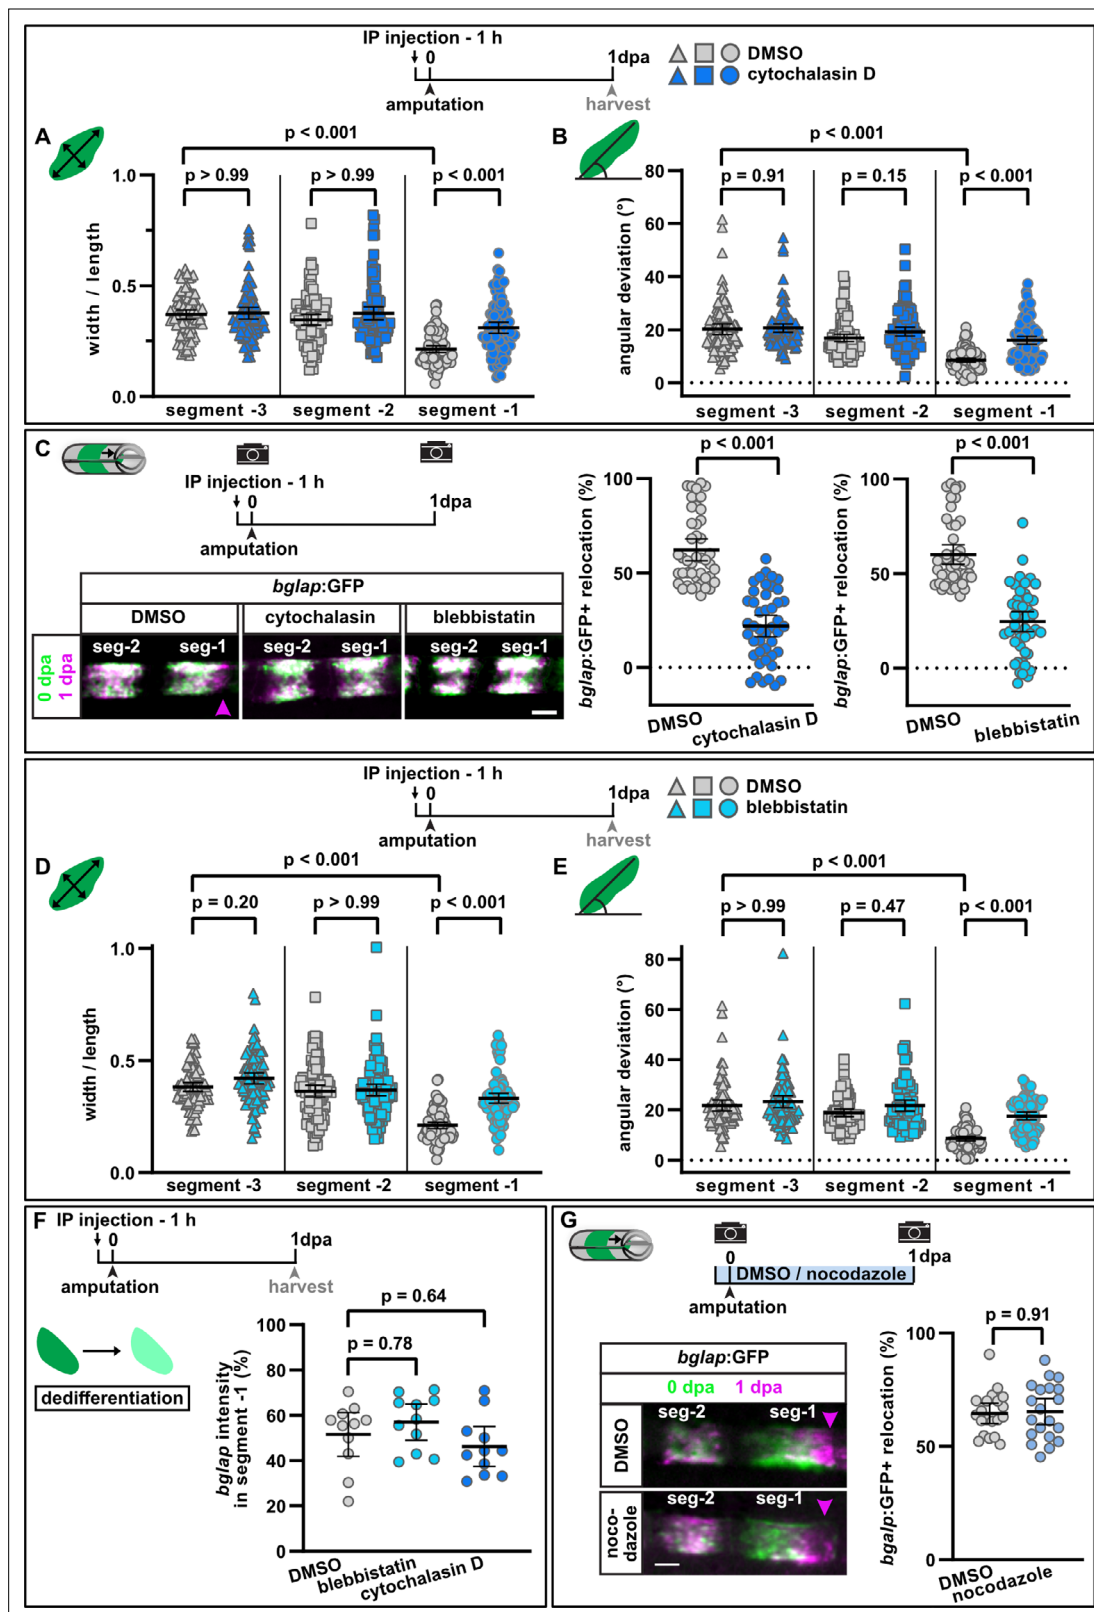 IP injection - 1 h
0
1dpa
amputation
harvest
DMSO
cytochalasin D
A
p < 0.001
p > 0.99
p > 0.99
p < 0.001
1.0
0.5
0.0
width / length
segment -3
segment -2
segment -1
B
p < 0.001
p = 0.91
p = 0.15
p < 0.001
80
60
40
20
0
angular deviation (°)
segment -3
segment -2
segment -1
C
IP injection - 1 h
0
1dpa
amputation
bglap:GFP
DMSO
cytochalasin
blebbistatin
seg-2
seg-1
seg-2
seg-1
seg-2
seg-1
0 dpa
1 dpa
p < 0.001
100
50
0
bglap:GFP+ relocation (%)
DMSO
cytochalasin D
p < 0.001
100
50
0
bglap:GFP+ relocation (%)
DMSO
blebbistatin
IP injection - 1 h
0
1dpa
amputation
harvest
DMSO
blebbistatin
D
p < 0.001
p = 0.20
p > 0.99
p < 0.001
1.0
0.5
0.0
width / length
segment -3
segment -2
segment -1
E
p < 0.001
p > 0.99
p = 0.47
p < 0.001
80
60
40
20
0
angular deviation (°)
segment -3
segment -2
segment -1
F
IP injection - 1 h
0
1dpa
amputation
harvest
dedifferentiation
p = 0.64
p = 0.78
100
80
60
40
20
0
bglap intensity
in segment -1 (%)
DMSO
blebbistatin
cytochalasin D
G
0
1dpa
DMSO / nocodazole
amputation
bglap:GFP
0 dpa
1 dpa
seg-2
seg-1
DMSO
seg-2
seg-1
noco-
dazole
p = 0.91
100
50
0
bgalp:GFP+ relocation (%)
DMSO
nocodazole